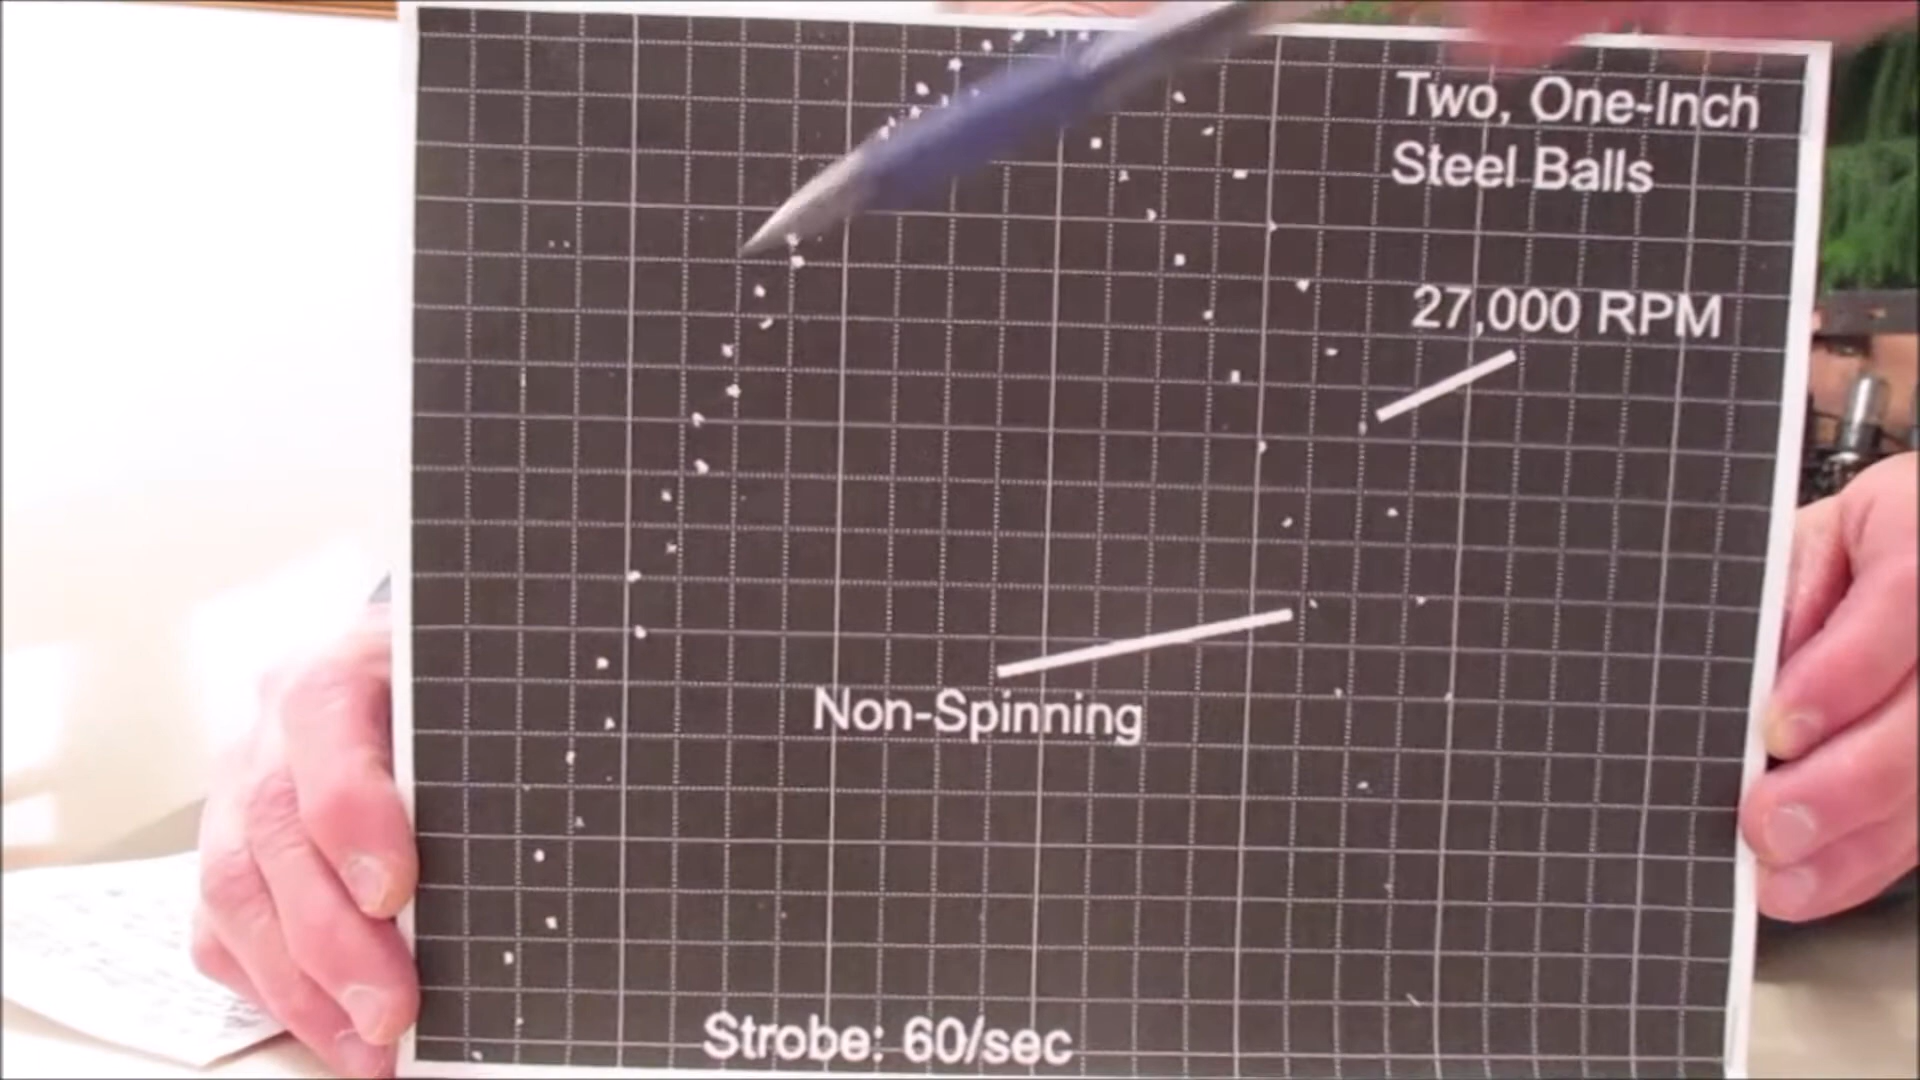 Two, One-Inch
Steel Balls
27,000 RPM
Non-Spinning
Strobe: 60/sec